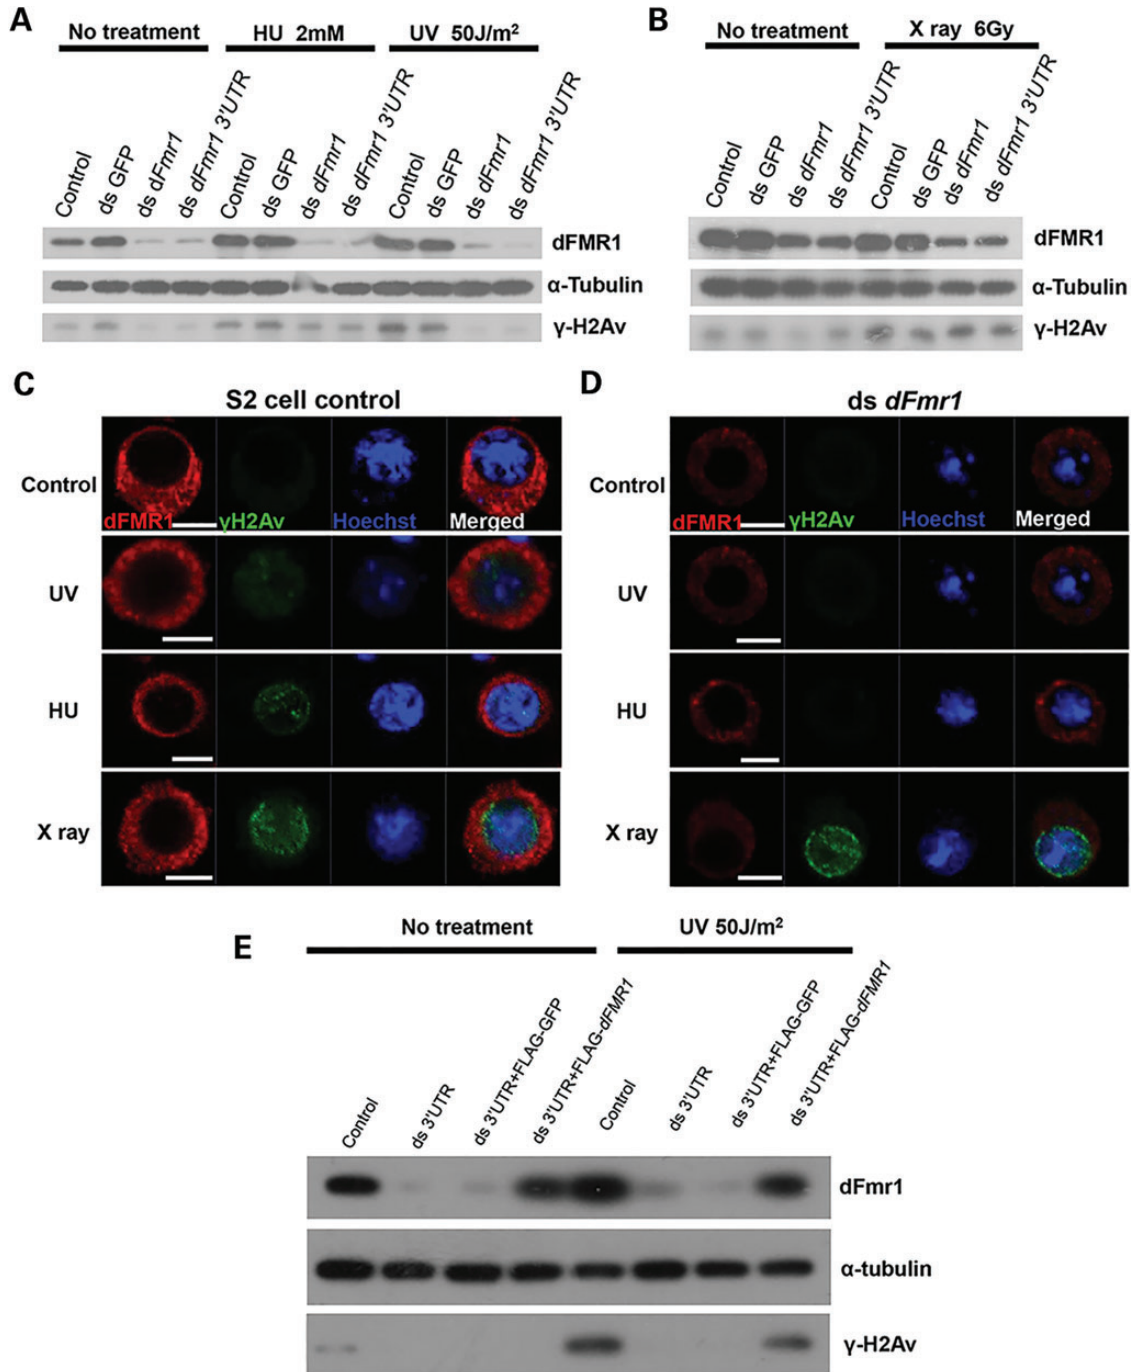 A
No treatment HU 2mM UV 50J/m²
Control ds GFP ds dFmr1 ds dFmr1 3'UTR Control ds GFP ds dFmr1 ds dFmr1 3'UTR Control ds GFP ds dFmr1 ds dFmr1 3'UTR
dFMR1
α-Tubulin
γ-H2Av
B
No treatment X ray 6Gy
Control ds GFP ds dFmr1 ds dFmr1 3'UTR Control ds GFP ds dFmr1 ds dFmr1 3'UTR
dFMR1
α-Tubulin
γ-H2Av
C
S2 cell control
Control
dFMR1 γH2Av Hoechst Merged
UV
HU
X ray
D
ds dFmr1
Control
dFMR1 γH2Av Hoechst Merged
UV
HU
X ray
E
No treatment UV 50J/m²
Control ds 3'UTR ds 3'UTR+FLAG-GFP ds 3'UTR+FLAG-dFMR1 Control ds 3'UTR ds 3'UTR+FLAG-GFP ds 3'UTR+FLAG-dFMR1
dFmr1
α-tubulin
γ-H2Av